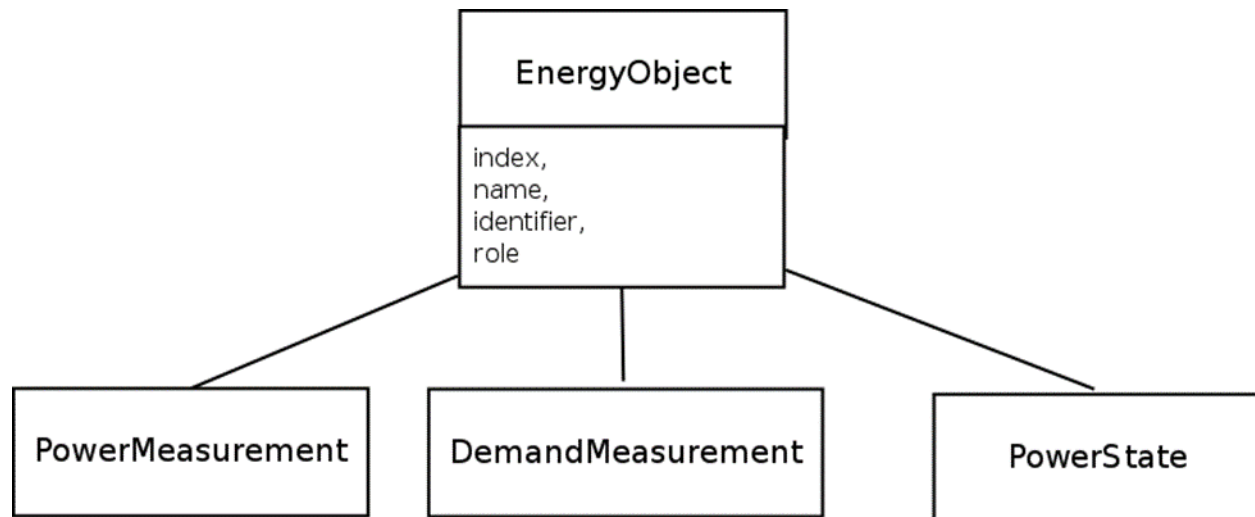 EnergyObject
index,
name,
identifier,
role
PowerMeasurement
DemandMeasurement
PowerState